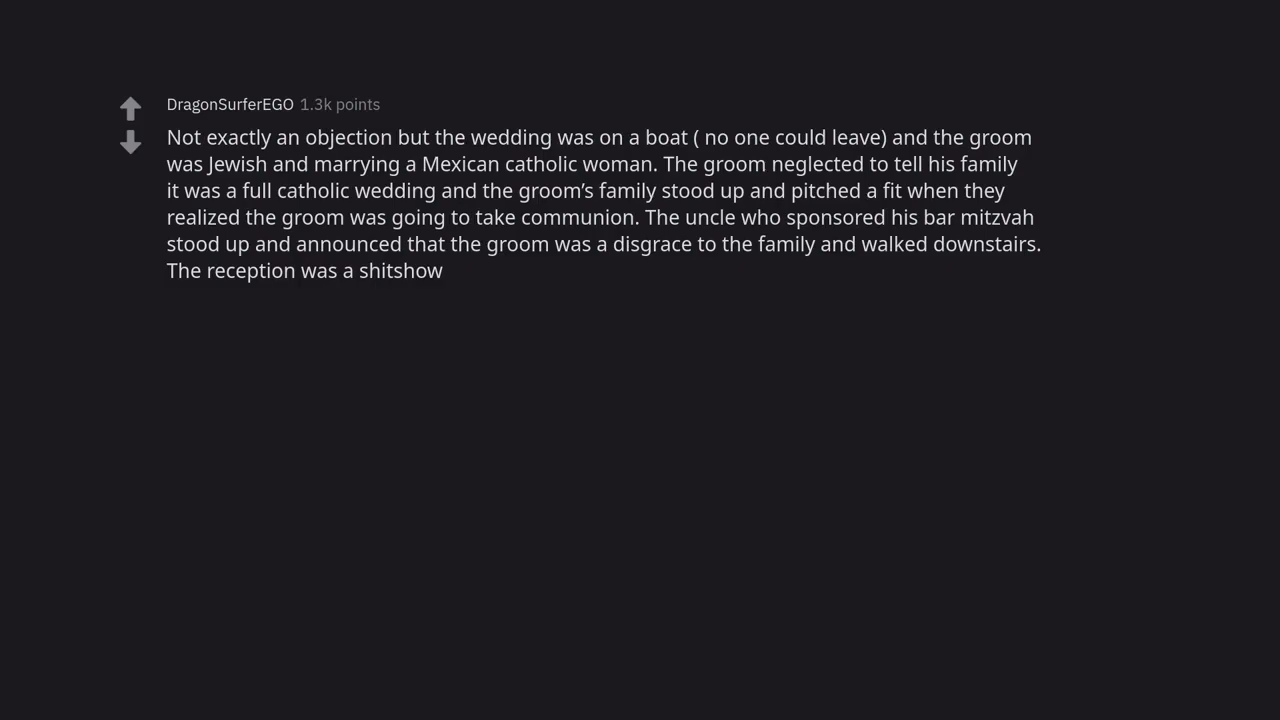 DragonSurferEGO 1.3k points
Not exactly an objection but the wedding was on a boat ( no one could leave) and the groom
was Jewish and marrying a Mexican catholic woman. The groom neglected to tell his family
it was a full catholic wedding and the groom’s family stood up and pitched a fit when they
realized the groom was going to take communion. The uncle who sponsored his bar mitzvah
stood up and announced that the groom was a disgrace to the family and walked downstairs.
The reception was a shitshow